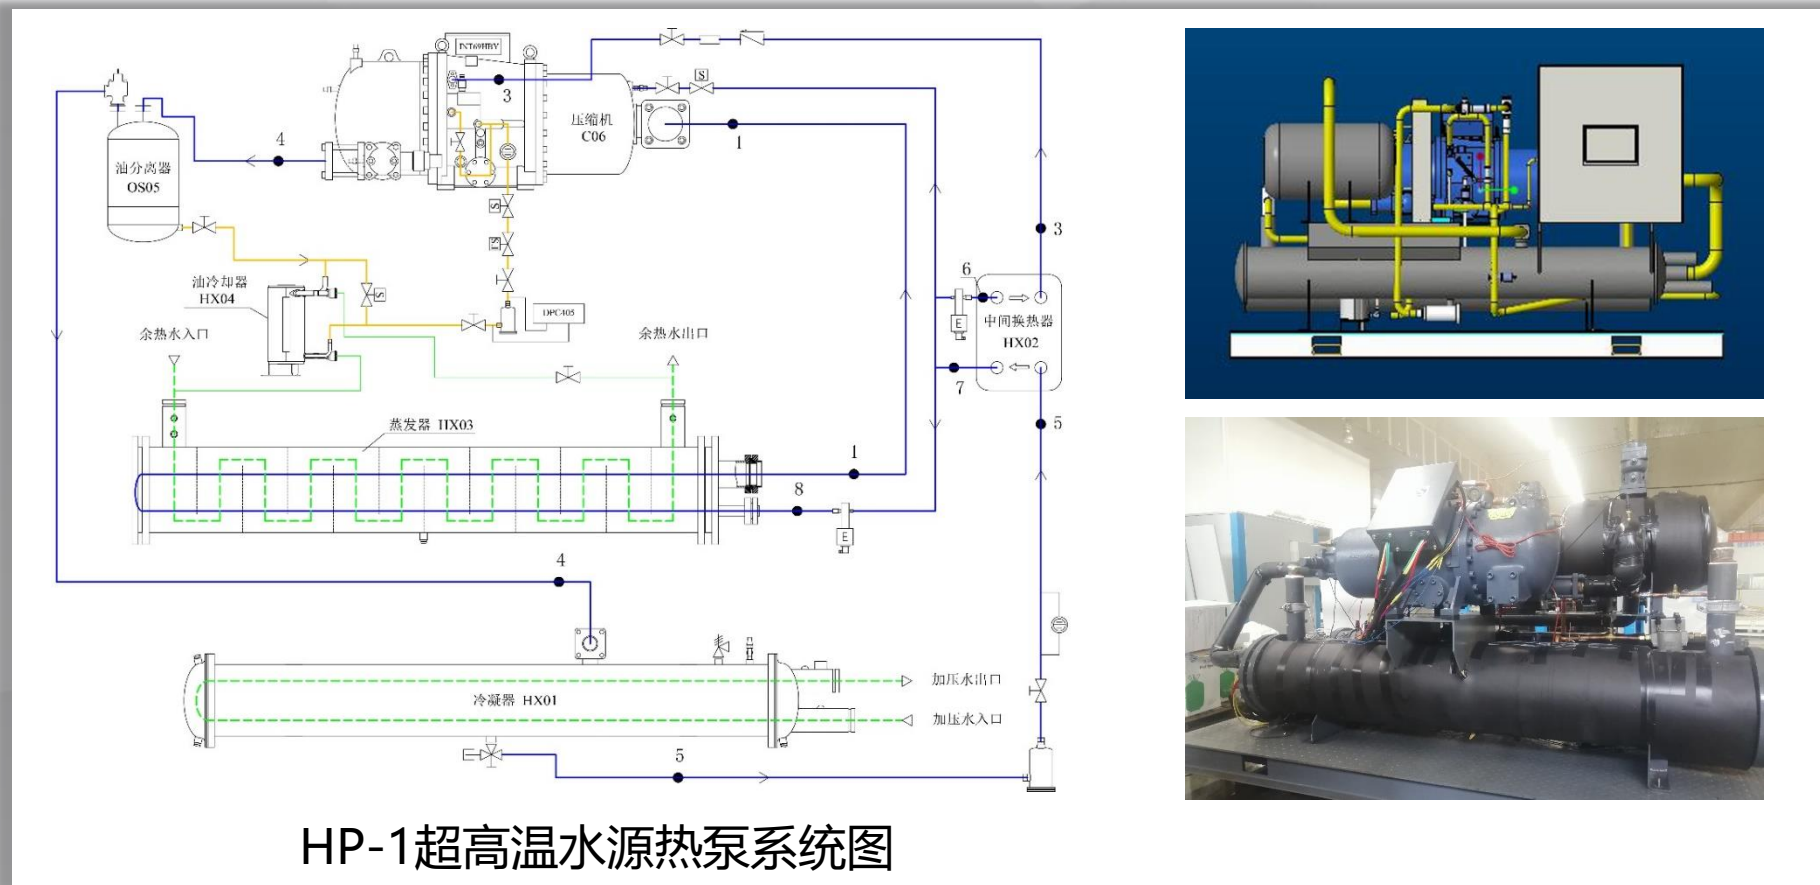 INT69HBY
3
压缩机
C06
1
4
油分离器
OS05
S
S
S
S
3
6
油冷却器
HX04
DPC405
E
中间换热器
HX02
余热水入口
余热水出口
7
5
蒸发器 HX03
1
8
E
4
加压水出口
冷凝器 HX01
加压水入口
5
HP-1超高温水源热泵系统图